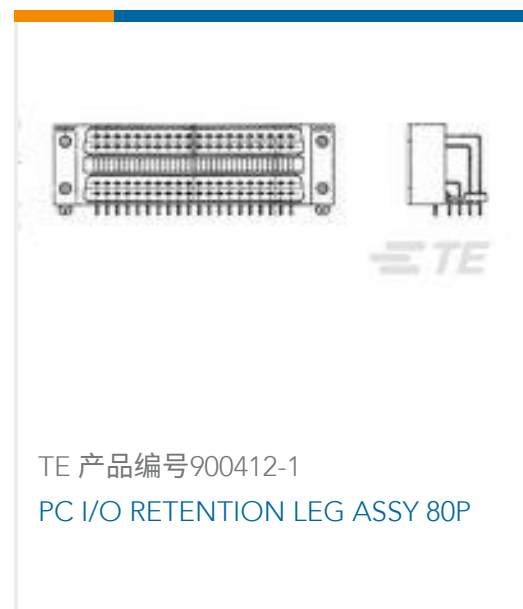 TE
TE 产品编号900412-1
PC I/O RETENTION LEG ASSY 80P